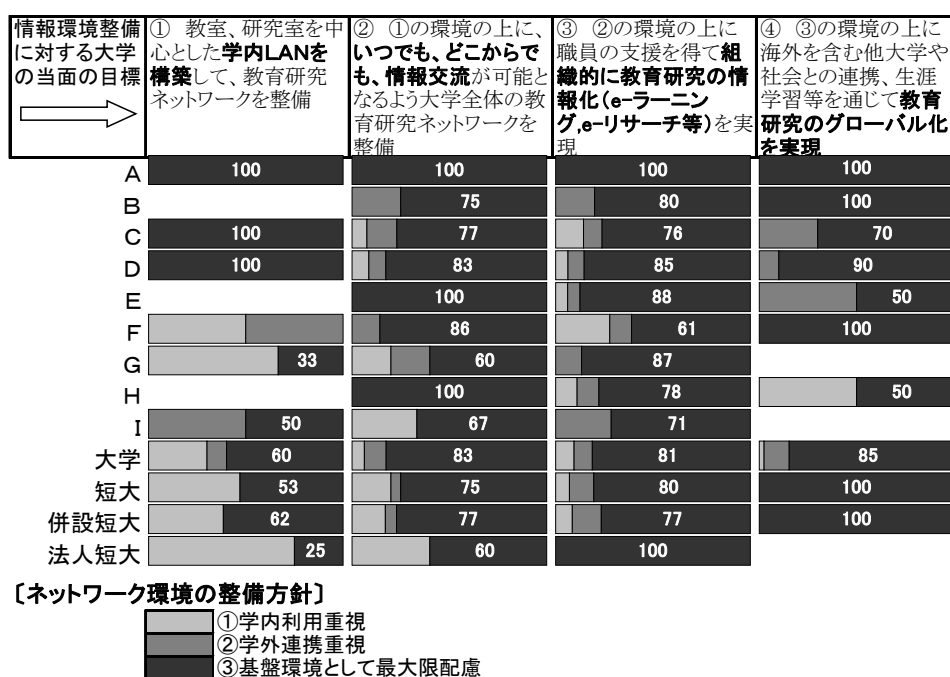 情報環境整備
に対する大学
の当面の目標
① 教室、研究室を中
心とした学内LANを
構築して、教育研究
ネットワークを整備
② ①の環境の上に、
いつでも、どこからで
も、情報交流が可能と
なるよう大学全体の教
育研究ネットワークを
整備
③ ②の環境の上に
職員の支援を得て組
織的に教育研究の情
報化(e-ラーニン
グ,e-リサーチ等)を実
現
④ ③の環境の上に
海外を含む他大学や
社会との連携、生涯
学習等を通じて教育
研究のグローバル化
を実現
A 100 100 100 100
B 75 80 100
C 100 77 76 70
D 100 83 85 90
E 100 88 50
F 86 61 100
G 33 60 87
H 100 78 50
I 50 67 71
大学 60 83 81 85
短大 53 75 80 100
併設短大 62 77 77 100
法人短大 25 60 100
〔ネットワーク環境の整備方針〕
①学内利用重視
②学外連携重視
③基盤環境として最大限配慮